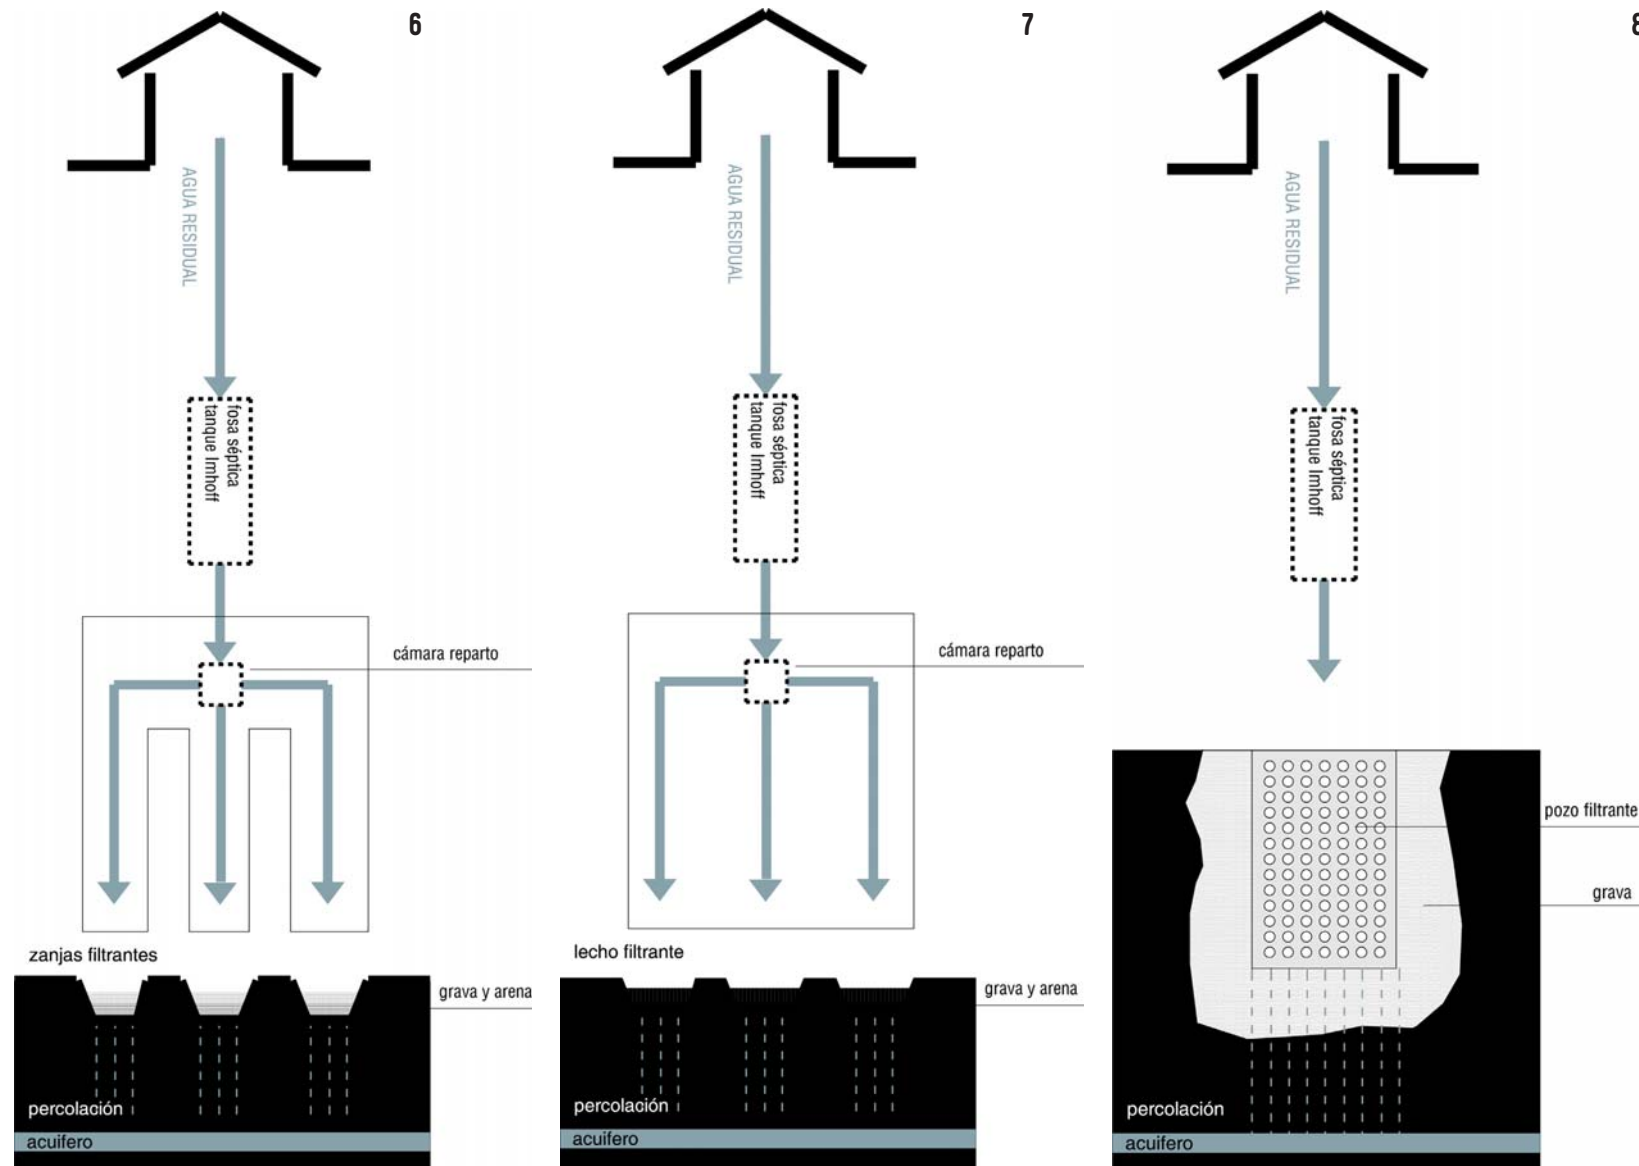 6
AGUA RESIDUAL
fosa séptica
tanque Imhoff
cámara reparto
zanjas filtrantes
grava y arena
percolación
acuifero
7
AGUA RESIDUAL
fosa séptica
tanque Imhoff
cámara reparto
lecho filtrante
grava y arena
percolación
acuifero
8
AGUA RESIDUAL
fosa séptica
tanque Imhoff
pozo filtrante
grava
percolación
acuifero